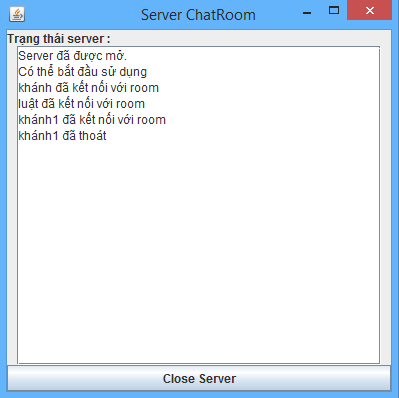 Server ChatRoom
Trạng thái server :
Server đã được mở.
Có thể bắt đầu sử dụng
khánh đã kết nối với room
luật đã kết nối với room
khánh1 đã kết nối với room
khánh1 đã thoát
Close Server